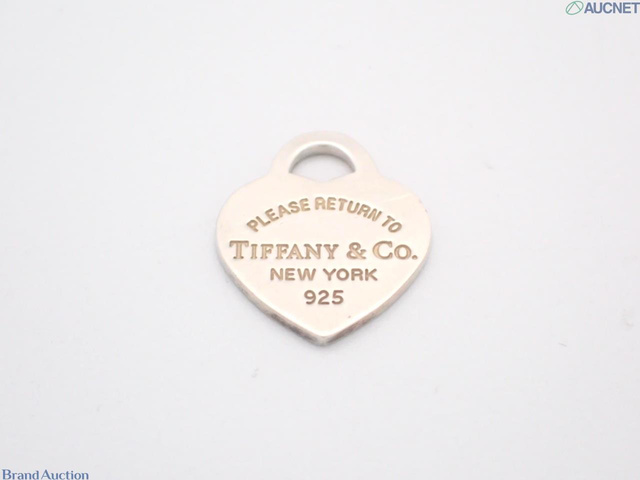 AUCNET
PLEASE RETURN TO
TIFFANY & CO.
NEW YORK
925
Brand Auction